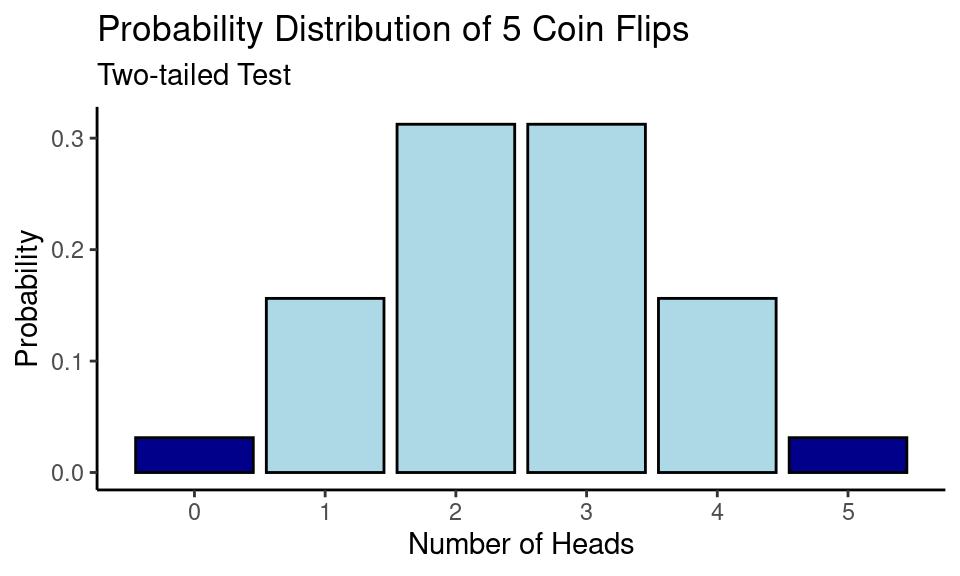 Probability Distribution of 5 Coin Flips
Two-tailed Test
Probability
0.3
0.2
0.1
0.0
0 1 2 3 4 5
Number of Heads